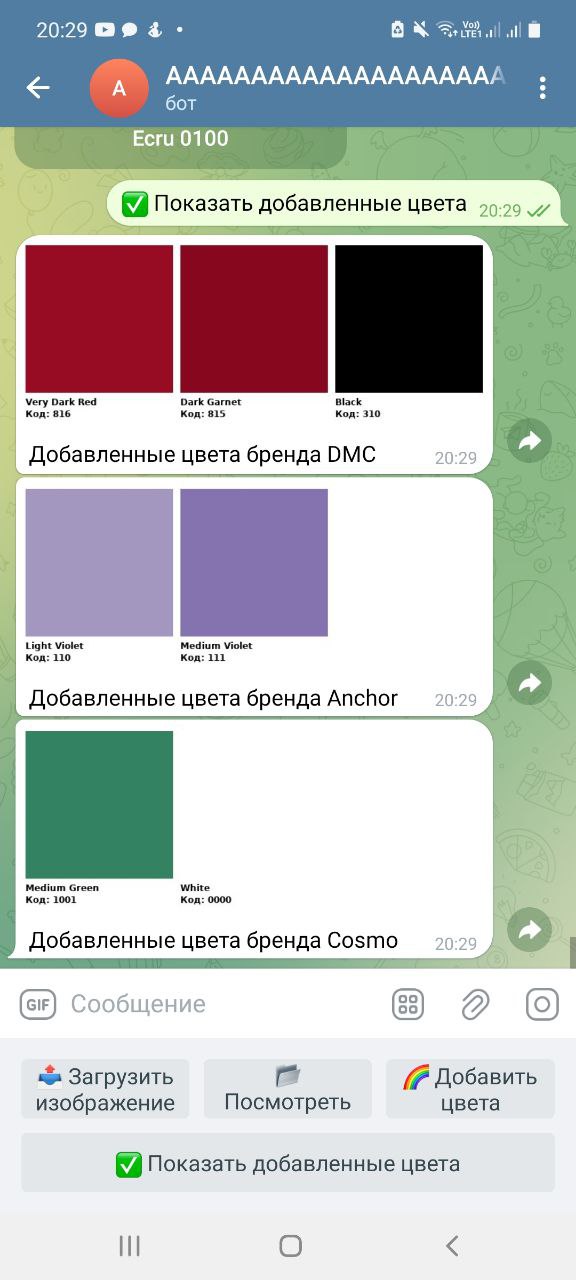 20:29
Vo))
LTE1
A
АААААААААААААААААААА
бот
Ecru 0100
Показать добавленные цвета 20:29
Very Dark Red
Код: 816
Dark Garnet
Код: 815
Black
Код: 310
Добавленные цвета бренда DMC 20:29
Light Violet
Код: 110
Medium Violet
Код: 111
Добавленные цвета бренда Anchor 20:29
Medium Green
Код: 1001
White
Код: 0000
Добавленные цвета бренда Cosmo 20:29
GIF Сообщение
Загрузить
изображение
Посмотреть
Добавить
цвета
Показать добавленные цвета